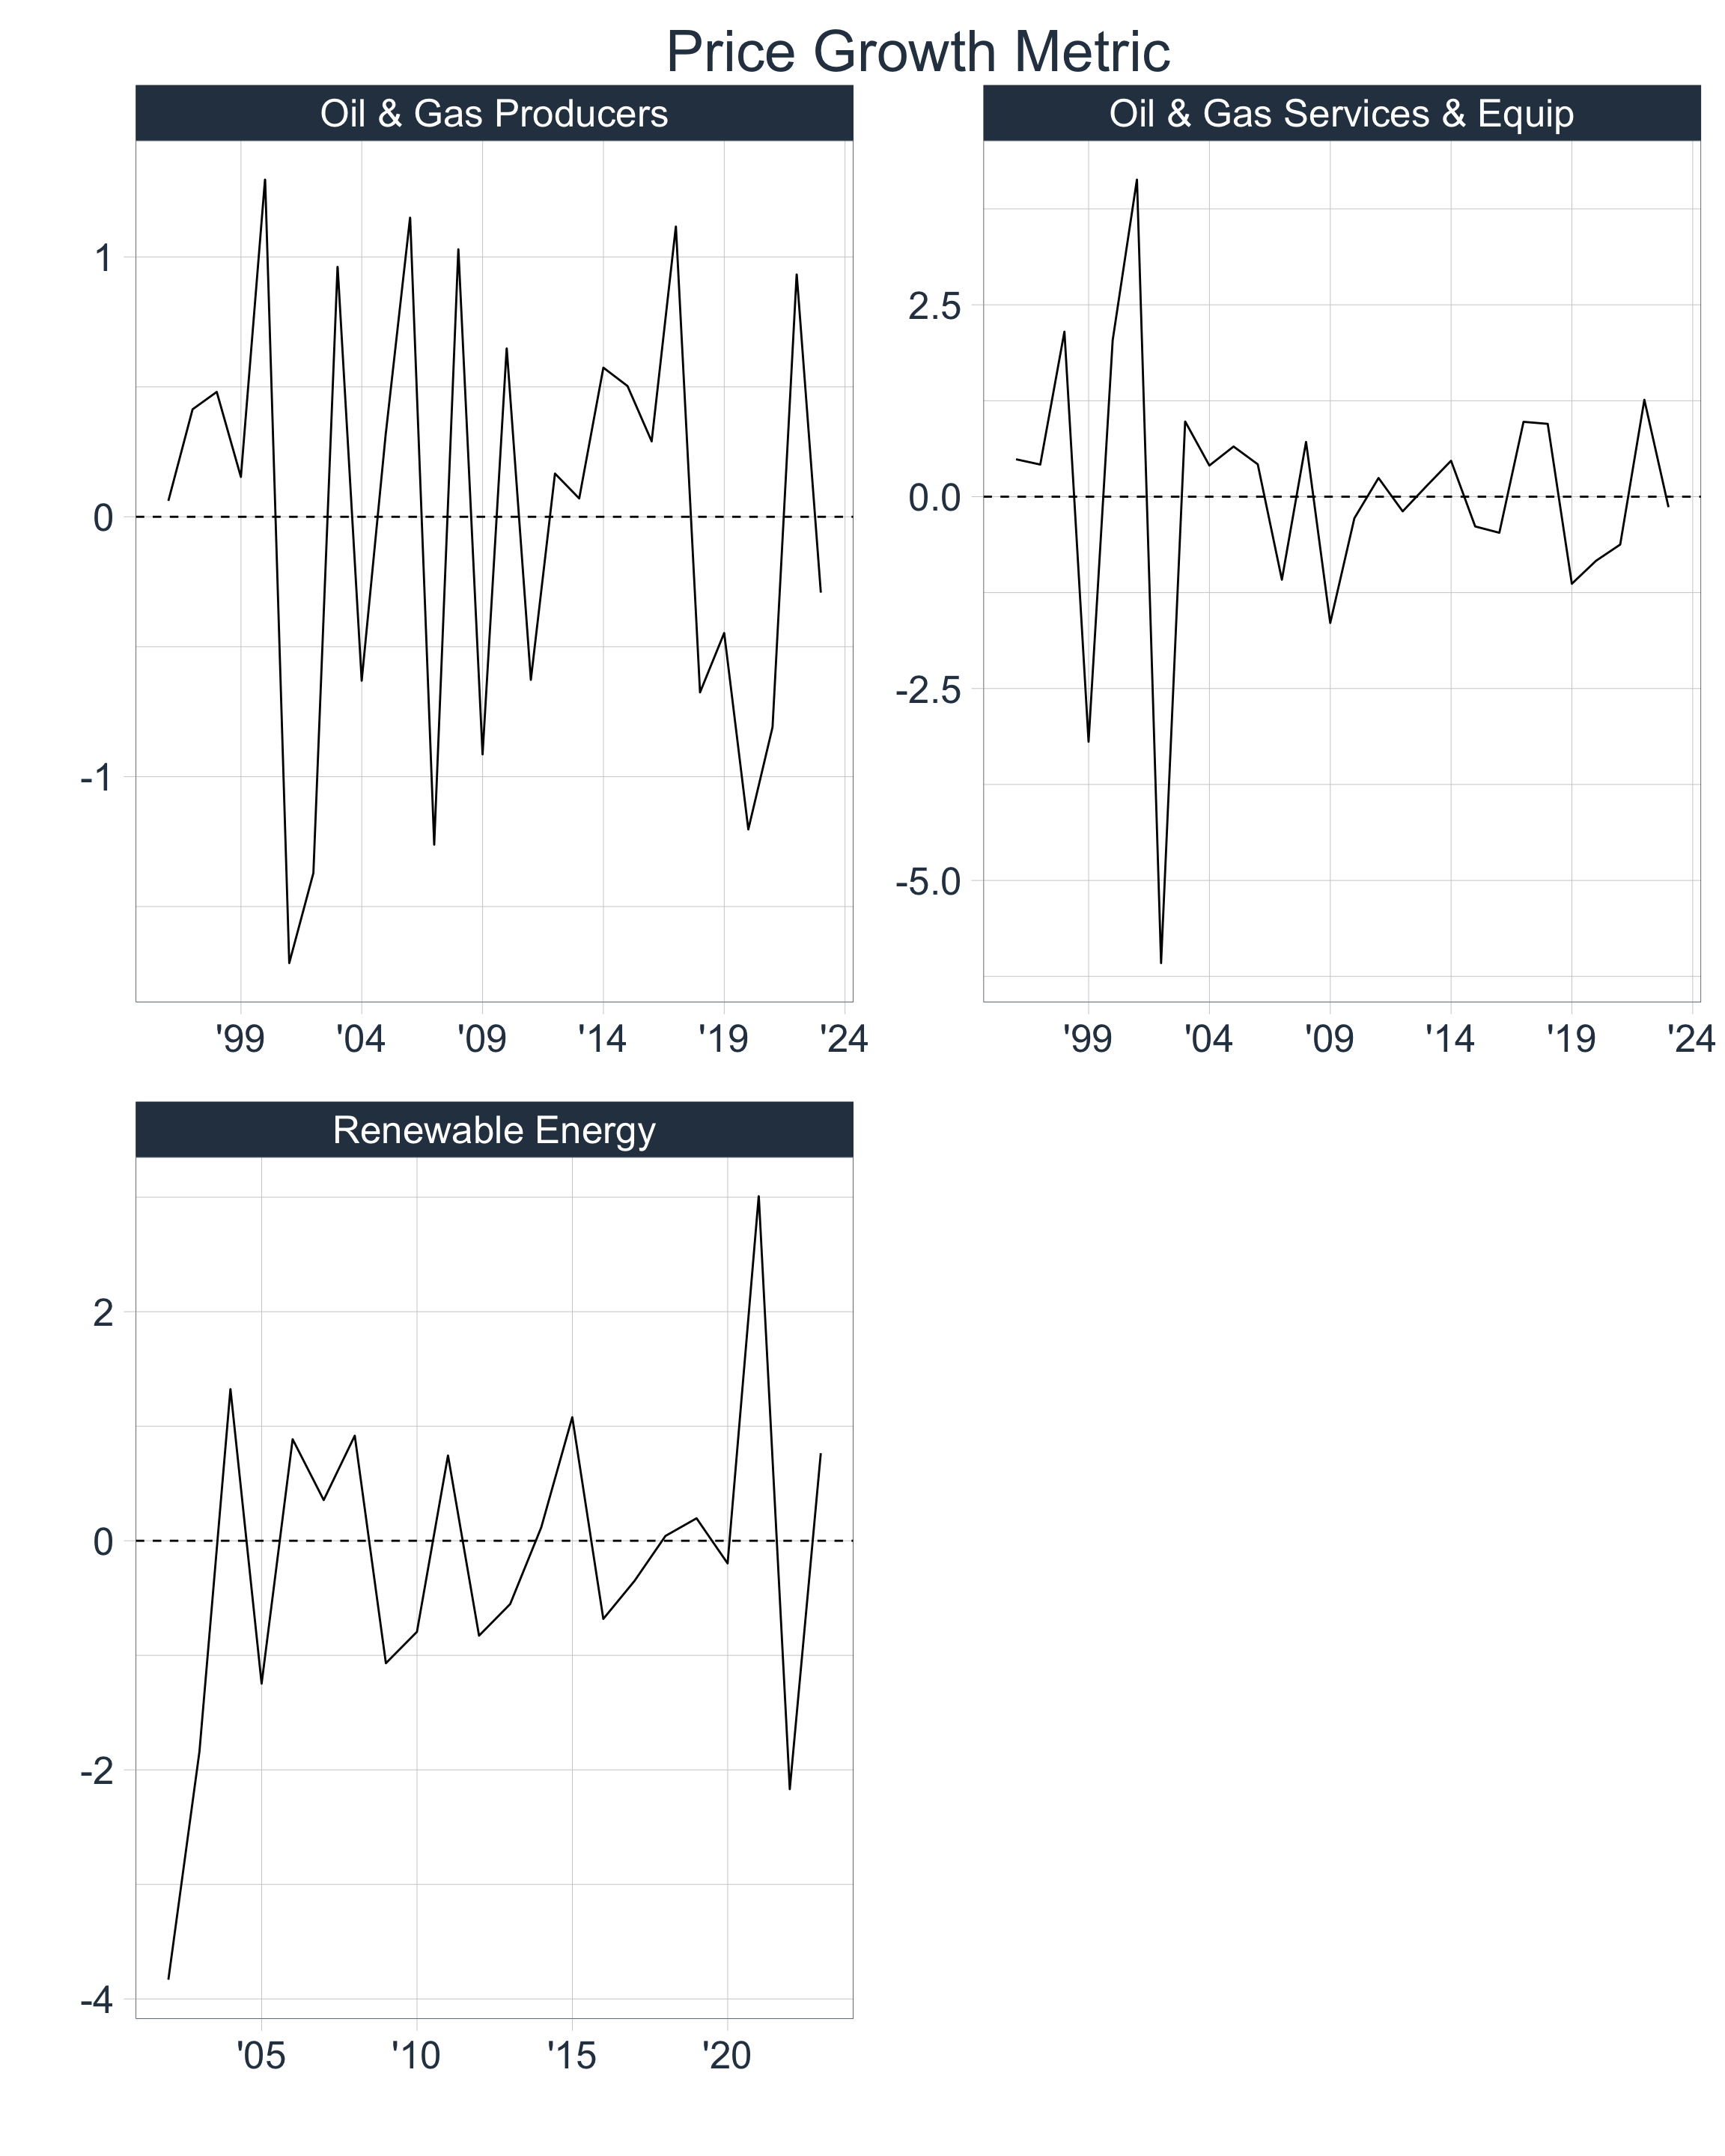 Price Growth Metric
Oil & Gas Producers
1
0
-1
'99 '04 '09 '14 '19 '24
Oil & Gas Services & Equip
2.5
0.0
-2.5
-5.0
'99 '04 '09 '14 '19 '24
Renewable Energy
2
0
-2
-4
'05 '10 '15 '20